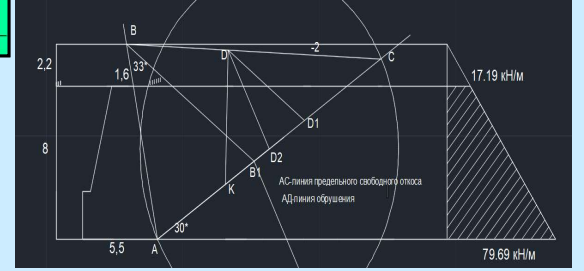 B
-2
D
C
2,2
1,6
33*
17.19 кН/м
D1
8
D2
B1
АС-линия предельного свободного откоса
К
АД-линия обрушения
30*
5,5
А
79.69 кН/м